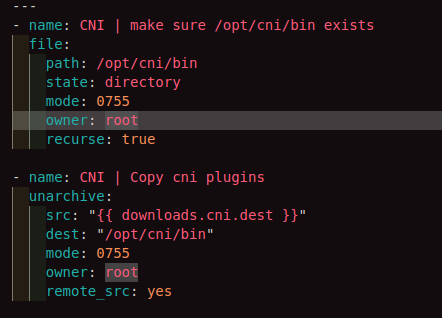 ---
- name: CNI | make sure /opt/cni/bin exists
  file:
    path: /opt/cni/bin
    state: directory
    mode: 0755
    owner: root
    recurse: true

- name: CNI | Copy cni plugins
  unarchive:
    src: "{{ downloads.cni.dest }}"
    dest: "/opt/cni/bin"
    mode: 0755
    owner: root
    remote_src: yes